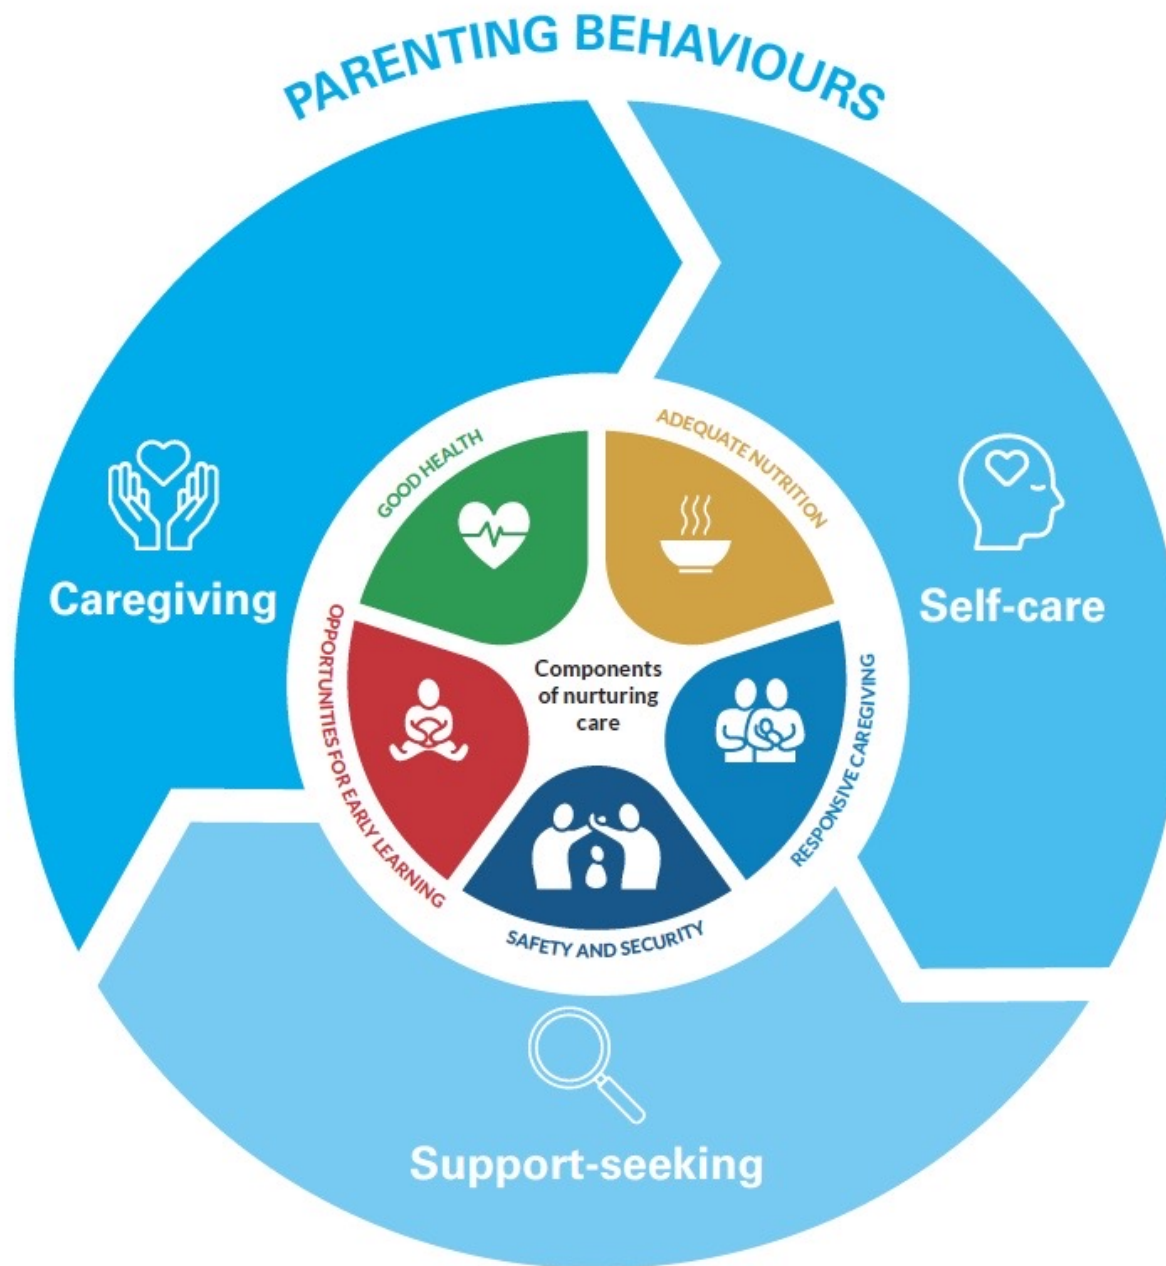 PARENTING BEHAVIOURS
Caregiving
Self-care
Support-seeking
GOOD HEALTH
ADEQUATE NUTRITION
RESPONSIVE CAREGIVING
SAFETY AND SECURITY
OPPORTUNITIES FOR EARLY LEARNING
Components
of nurturing
care